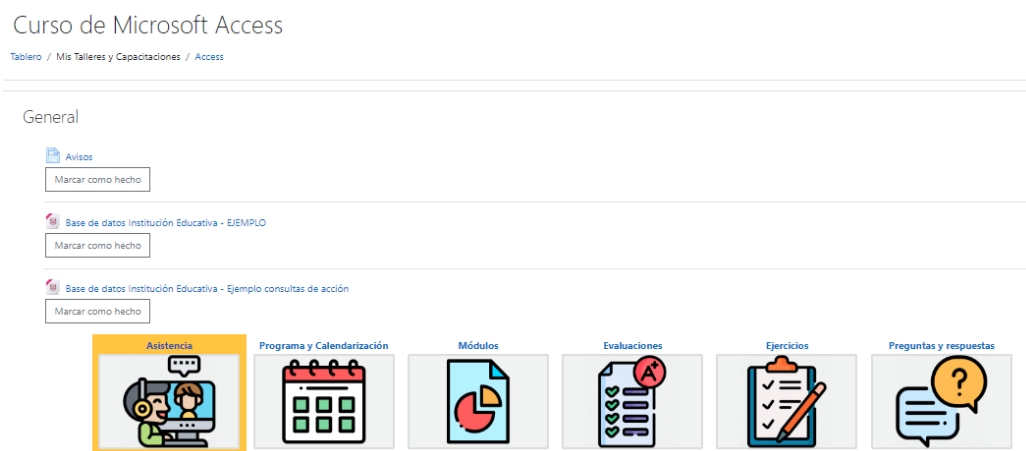 Curso de Microsoft Access
Tablero / Mis Talleres y Capacitaciones / Access
General
Avisos
Marcar como hecho
Base de datos Institución Educativa - EJEMPLO
Marcar como hecho
Base de datos Institución Educativa - Ejemplo consultas de acción
Marcar como hecho
Asistencia Programa y Calendarización Módulos Evaluaciones Ejercicios Preguntas y respuestas
A+ ?